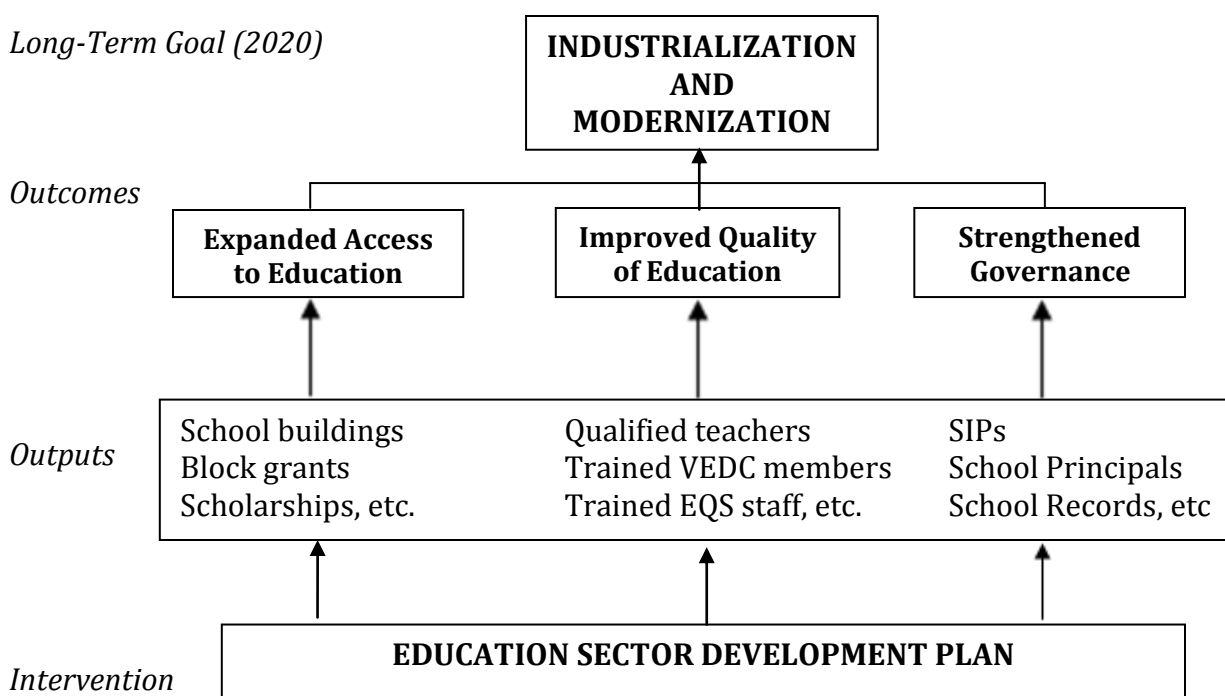 Long-Term Goal (2020)
INDUSTRIALIZATION
AND
MODERNIZATION
Outcomes
Expanded Access
to Education
Improved Quality
of Education
Strengthened
Governance
Outputs
School buildings
Block grants
Scholarships, etc.
Qualified teachers
Trained VEDC members
Trained EQS staff, etc.
SIPs
School Principals
School Records, etc
EDUCATION SECTOR DEVELOPMENT PLAN
Intervention